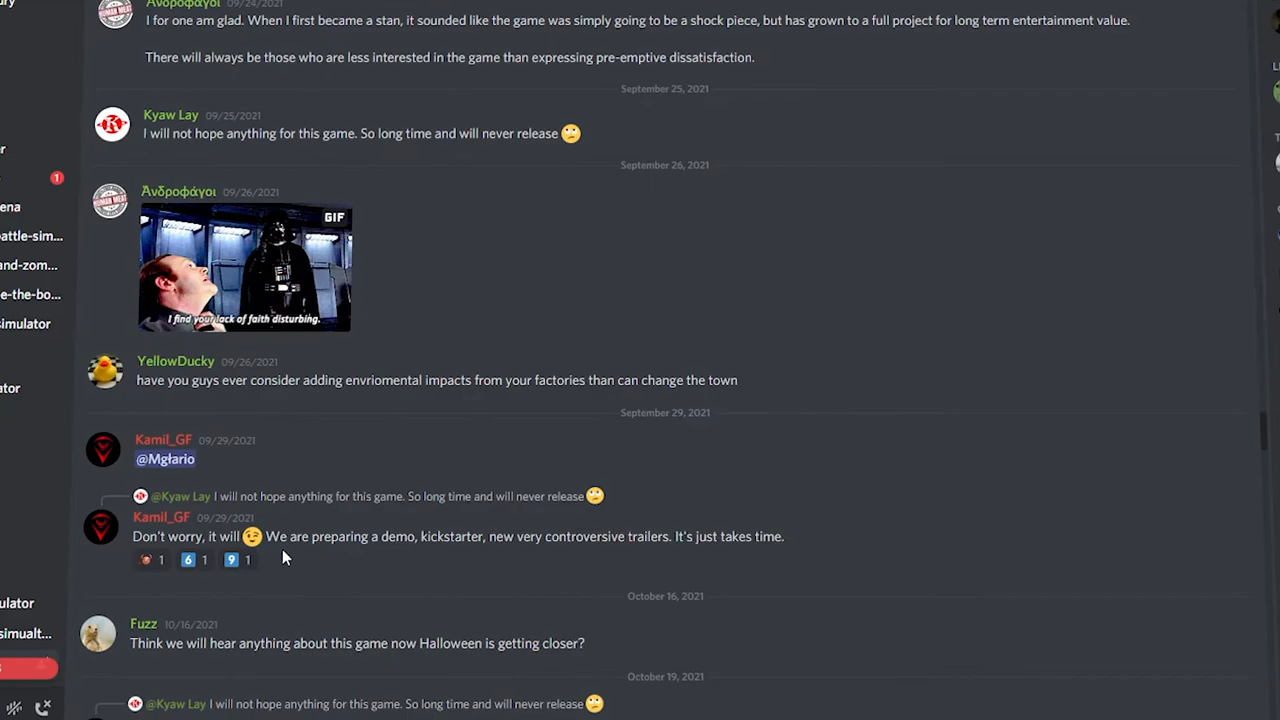 Ἀνδροφάγοι 09/24/2021
I for one am glad. When I first became a stan, it sounded like the game was simply going to be a shock piece, but has grown to a full project for long term entertainment value.
There will always be those who are less interested in the game than expressing pre-emptive dissatisfaction.
September 25, 2021
Kyaw Lay 09/25/2021
I will not hope anything for this game. So long time and will never release 🙄
September 26, 2021
Ἀνδροφάγοι 09/26/2021
HUMAN MEAT
GIF
I find your lack of faith disturbing.
YellowDucky 09/26/2021
have you guys ever consider adding envriomental impacts from your factories than can change the town
September 29, 2021
Kamil_GF 09/29/2021
@Mgłario
@Kyaw Lay I will not hope anything for this game. So long time and will never release 🙄
Kamil_GF 09/29/2021
Don't worry, it will 😉 We are preparing a demo, kickstarter, new very controversive trailers. It's just takes time.
1 6 1 9 1
October 16, 2021
Fuzz 10/16/2021
Think we will hear anything about this game now Halloween is getting closer?
October 19, 2021
@Kyaw Lay I will not hope anything for this game. So long time and will never release 🙄
1
ena
attle-sim...
and-zom...
e-the-bo...
simulator
ator
ulator
simualt...